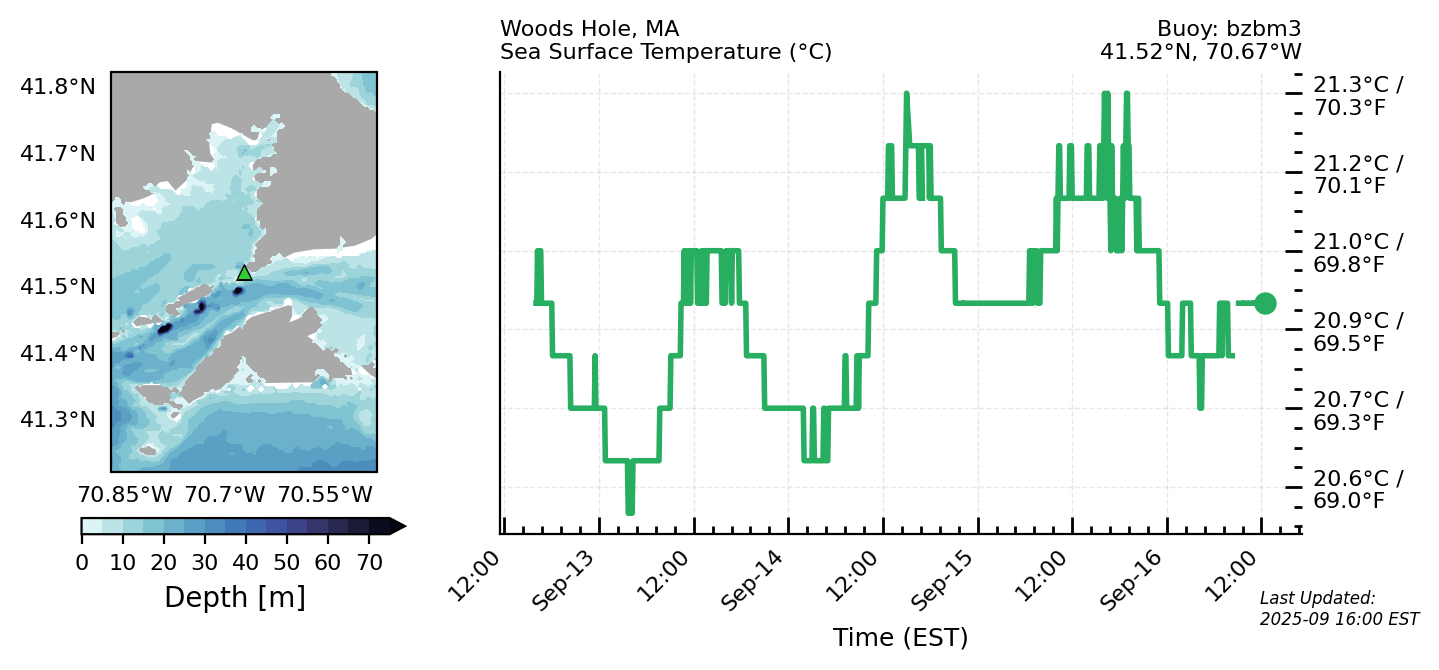 Woods Hole, MA
Sea Surface Temperature (°C)
Buoy: bzbm3
41.52°N, 70.67°W
41.8°N
41.7°N
41.6°N
41.5°N
41.4°N
41.3°N
70.85°W 70.7°W 70.55°W
0 10 20 30 40 50 60 70
Depth [m]
21.3°C /
70.3°F
21.2°C /
70.1°F
21.0°C /
69.8°F
20.9°C /
69.5°F
20.7°C /
69.3°F
20.6°C /
69.0°F
12:00
Sep-13
12:00
Sep-14
12:00
Sep-15
12:00
Sep-16
12:00
Time (EST)
Last Updated:
2025-09 16:00 EST